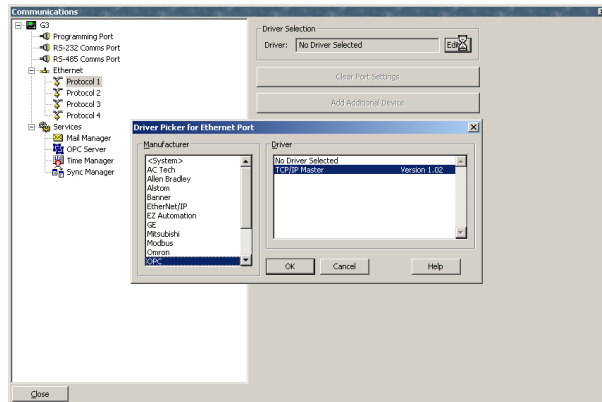 Communications
G3
Programming Port
RS-232 Comms Port
RS-485 Comms Port
Ethernet
Protocol 1
Protocol 2
Protocol 3
Protocol 4
Services
Mail Manager
OPC Server
Time Manager
Sync Manager
Driver Selection
Driver: No Driver Selected
Clear Port Settings
Add Additional Device
Driver Picker for Ethernet Port
Manufacturer
<System>
AC Tech
Allen Bradley
Alstom
Banner
EtherNet/IP
EZ Automation
GE
Mitsubishi
Modbus
Omron
OPC
Driver
No Driver Selected
TCP/IP Master Version 1.02
OK Cancel Help
Close